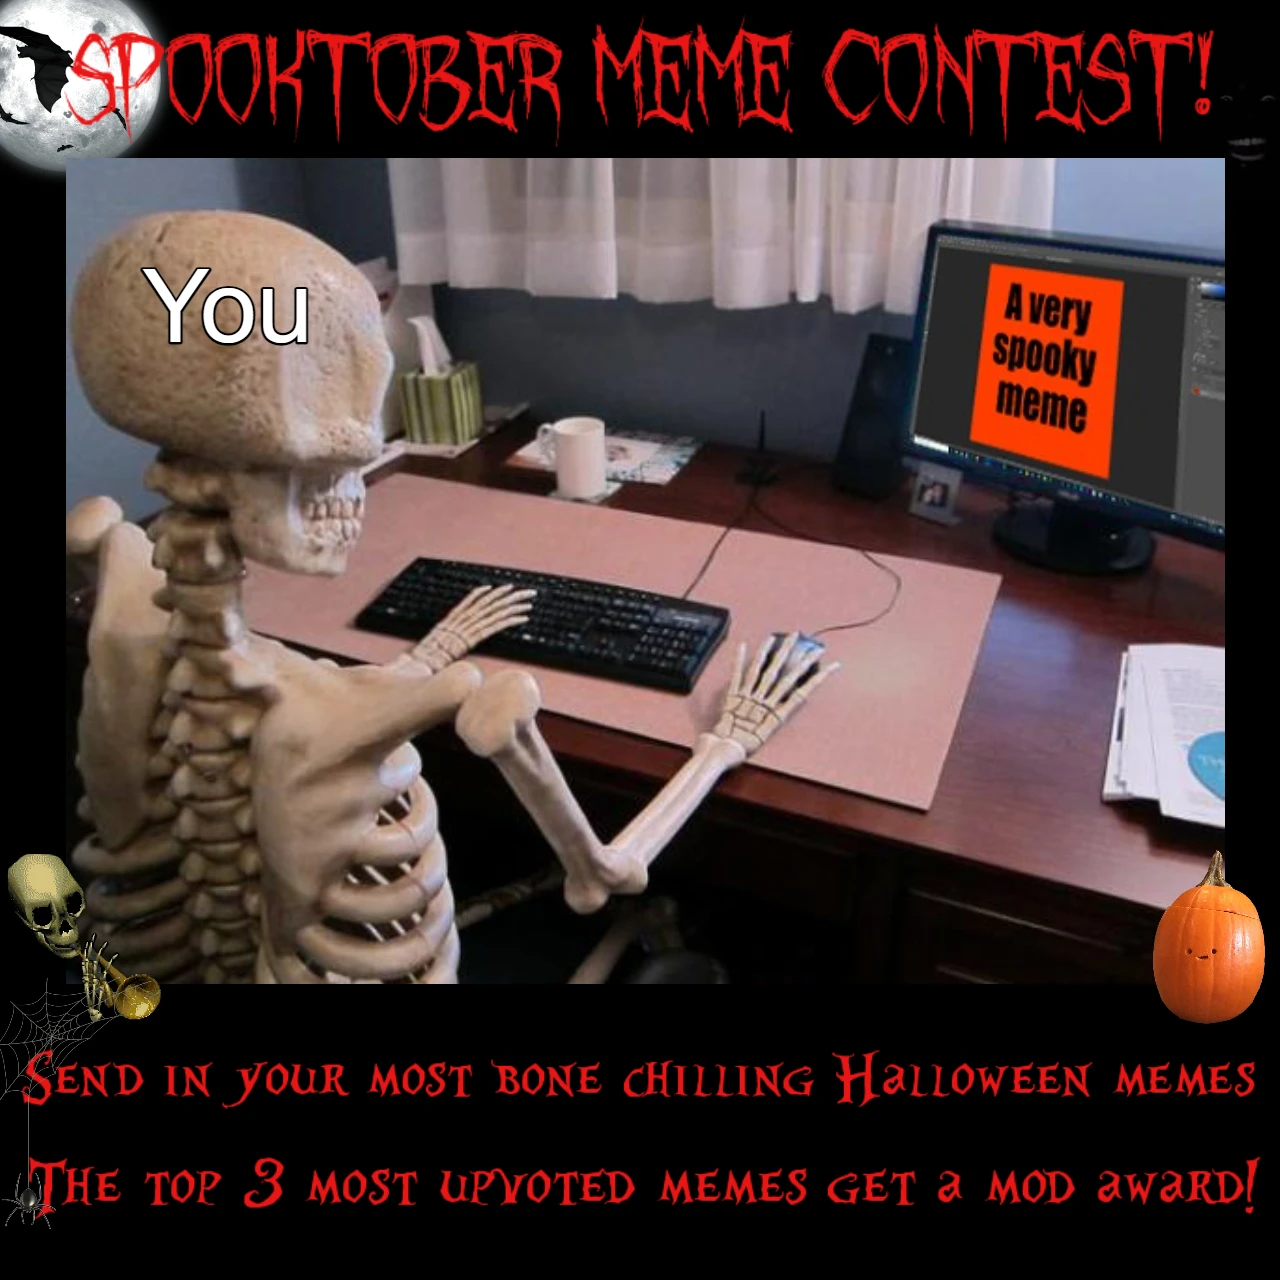 SPOOKTOBER MEME CONTEST!
You
A very
spooky
meme
Send in your most bone chilling Halloween memes
The top 3 most upvoted memes get a mod award!